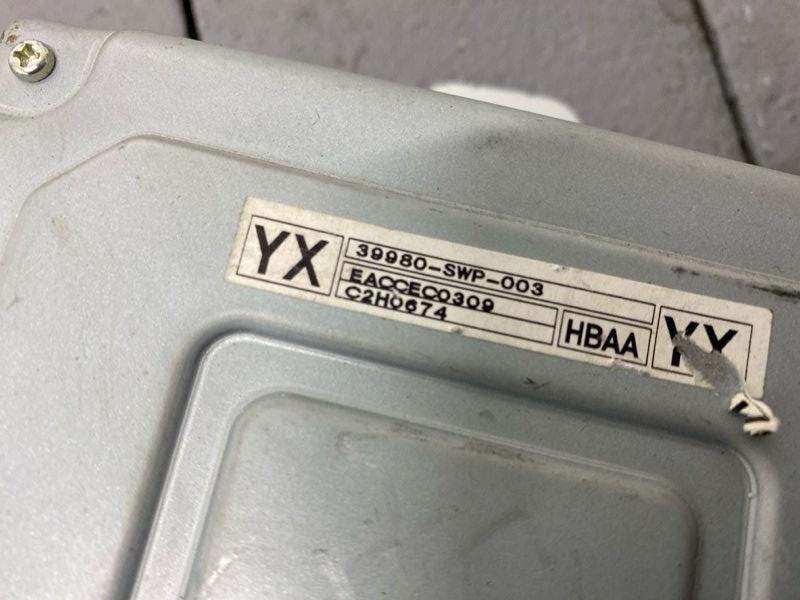 YX
39980-SWP-003
EACCEC0309
C2H0674
HBAA
YX